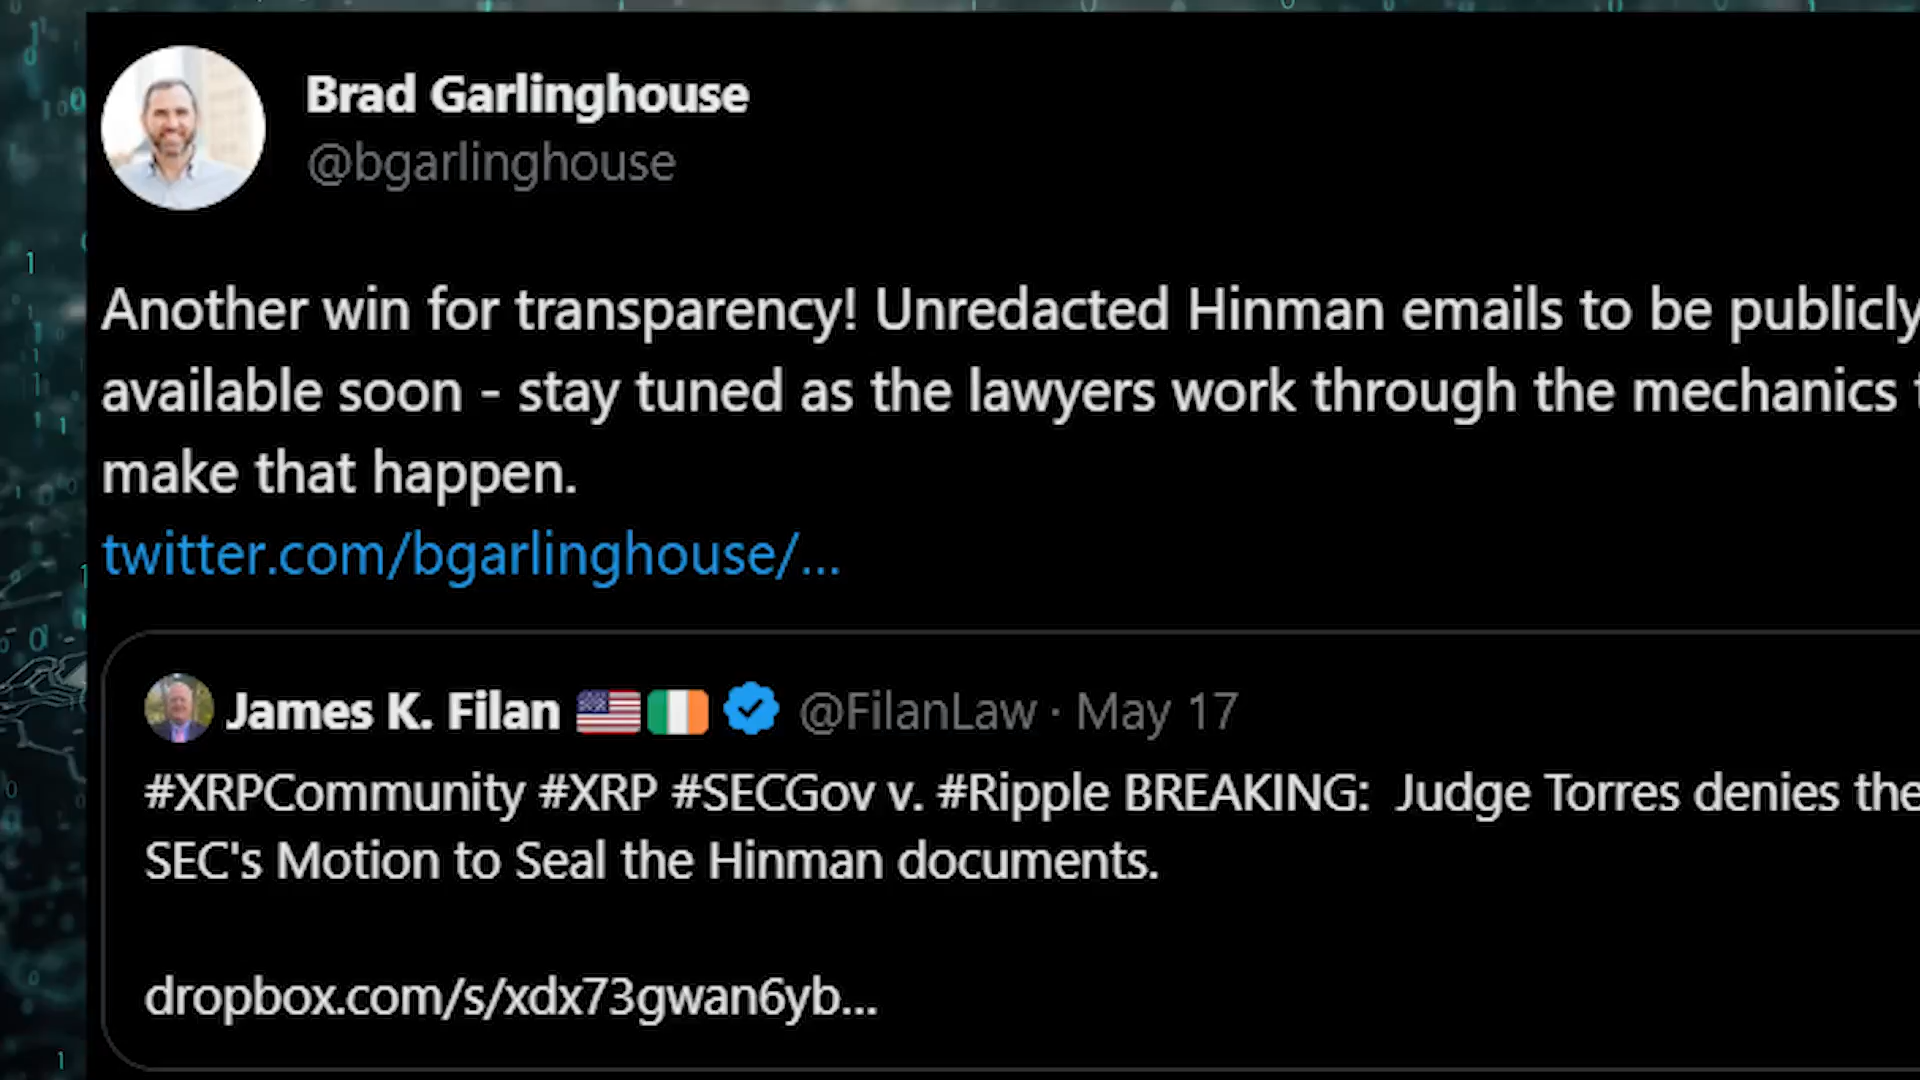 Brad Garlinghouse
@bgarlinghouse
Another win for transparency! Unredacted Hinman emails to be publicly
available soon - stay tuned as the lawyers work through the mechanics
make that happen.
twitter.com/bgarlinghouse/...
James K. Filan 🇺🇸🇮🇪 @FilanLaw · May 17
#XRPCommunity #XRP #SECGov v. #Ripple BREAKING: Judge Torres denies the
SEC's Motion to Seal the Hinman documents.
dropbox.com/s/xdx73gwan6yb...